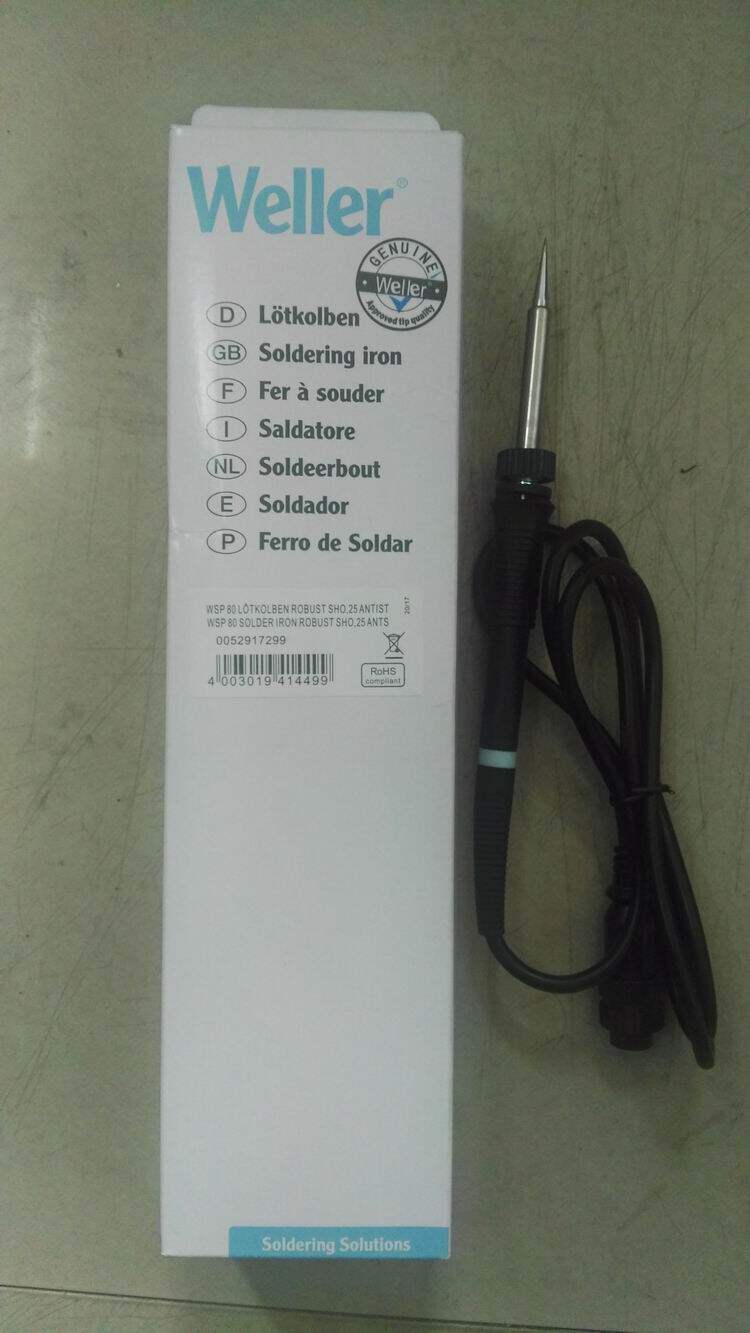 Weller®
GENUINE!
Weller®
Approved tip quality
D Lötkolben
GB Soldering iron
F Fer à souder
I Saldatore
NL Soldeerbout
E Soldador
P Ferro de Soldar
WSP 80 LÖTKOLBEN ROBUST SHO,25 ANTIST
WSP 80 SOLDER IRON ROBUST SHO,25 ANTS
20/17
0052917299
4 003019 414499
RoHS
compliant
Soldering Solutions